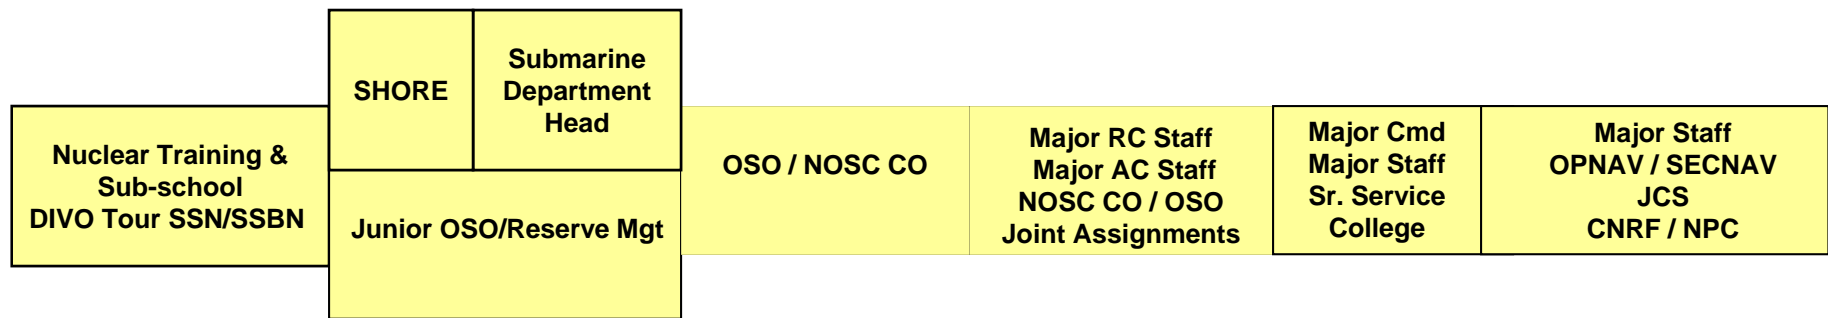 Nuclear Training &
Sub-school
DIVO Tour SSN/SSBN
SHORE
Submarine
Department
Head
Junior OSO/Reserve Mgt
OSO / NOSC CO
Major RC Staff
Major AC Staff
NOSC CO / OSO
Joint Assignments
Major Cmd
Major Staff
Sr. Service
College
Major Staff
OPNAV / SECNAV
JCS
CNRF / NPC